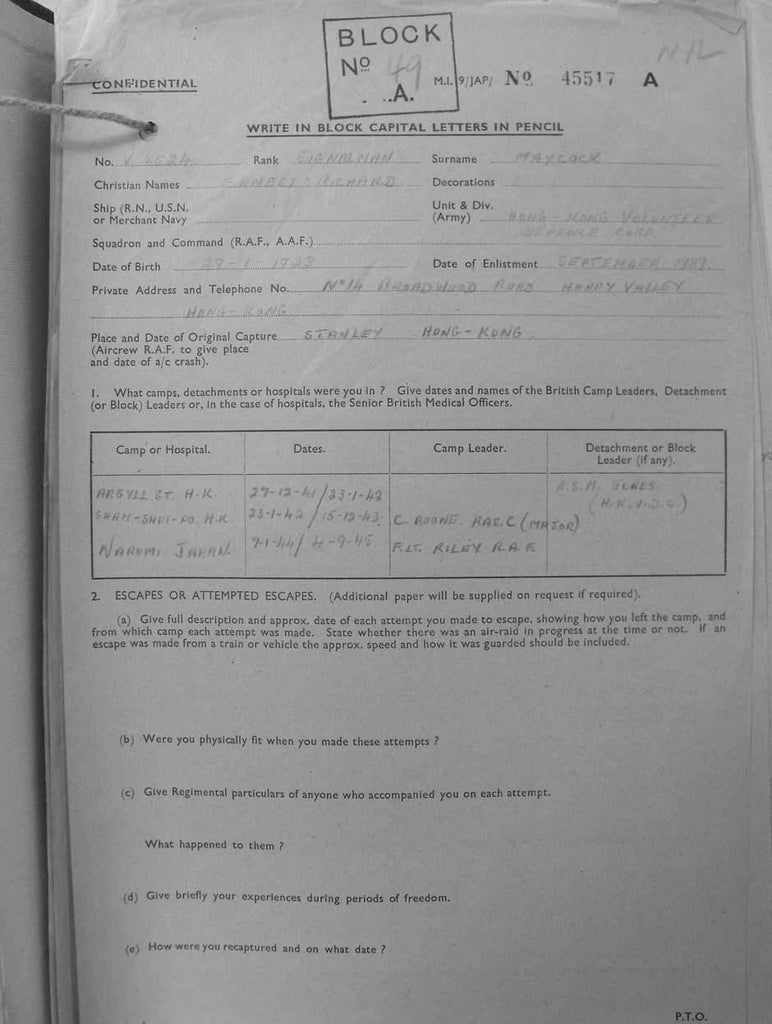 BLOCK
Nº 49
A.
NIL
CONFIDENTIAL
M.I.9/JAP/ Nº 45517 A
WRITE IN BLOCK CAPITAL LETTERS IN PENCIL
No. V 4524 Rank SIGNALMAN Surname MAYCOCK
Christian Names ERNEST RICHARD Decorations
Ship (R.N., U.S.N. or Merchant Navy
Unit & Div. (Army) HONG-KONG VOLUNTEER
DEFENCE CORP
Squadron and Command (R.A.F., A.A.F.)
Date of Birth 29-1-1923 Date of Enlistment SEPTEMBER 1939.
Private Address and Telephone No. Nº 14 BROADWOOD ROAD HAPPY VALLEY
HONG-KONG
Place and Date of Original Capture STANLEY HONG-KONG
(Aircrew R.A.F. to give place
and date of a/c crash).
1. What camps, detachments or hospitals were you in ? Give dates and names of the British Camp Leaders, Detachment
(or Block) Leaders or, in the case of hospitals, the Senior British Medical Officers.
Camp or Hospital. Dates. Camp Leader. Detachment or Block
Leader (if any).
ARGYLL ST. H.K. 27-12-41/23-1-42 R.S.M. JONES.
(H.K.V.D.C)
SHAM-SHUI-PO. H.K 23-1-42/15-12-43. C. BOONE. RAS.C (MAJOR)
NARUMI JAPAN. 7-1-44/4-9-45 F.LT. RILEY R.A.F
2. ESCAPES OR ATTEMPTED ESCAPES. (Additional paper will be supplied on request if required).
(a) Give full description and approx. date of each attempt you made to escape, showing how you left the camp, and
from which camp each attempt was made. State whether there was an air-raid in progress at the time or not. If an
escape was made from a train or vehicle the approx. speed and how it was guarded should be included.
(b) Were you physically fit when you made these attempts ?
(c) Give Regimental particulars of anyone who accompanied you on each attempt.
What happened to them ?
(d) Give briefly your experiences during periods of freedom.
(e) How were you recaptured and on what date ?
P.T.O.